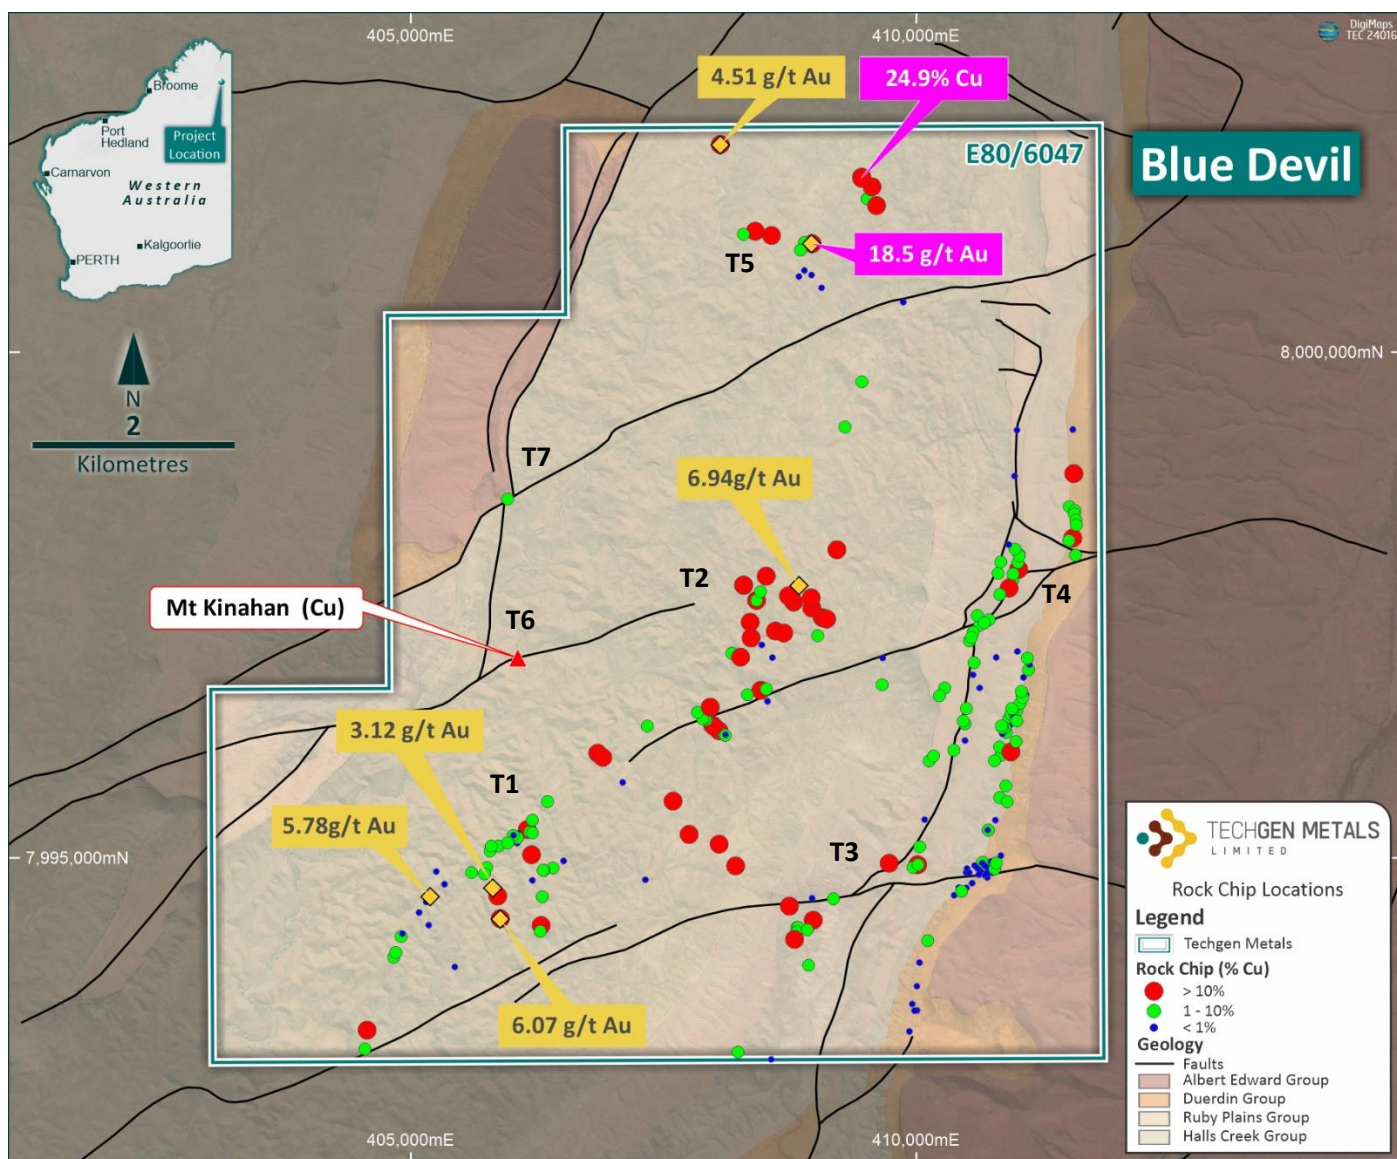 405,000mE
410,000mE
DigiMaps
TEC 24016
4.51 g/t Au
24.9% Cu
Broome
Port
Hedland
Project
Location
Carnarvon
Western
Australia
Kalgoorlie
PERTH
E80/6047
Blue Devil
18.5 g/t Au
T5
N
2
Kilometres
8,000,000mN
T7
6.94g/t Au
T2
T4
Mt Kinahan (Cu)
T6
3.12 g/t Au
T1
5.78g/t Au
7,995,000mN
T3
6.07 g/t Au
TECHGEN METALS
LIMITED
Rock Chip Locations
Legend
Techgen Metals
Rock Chip (% Cu)
> 10%
1 - 10%
< 1%
Geology
Faults
Albert Edward Group
Duerdin Group
Ruby Plains Group
Halls Creek Group
405,000mE
410,000mE